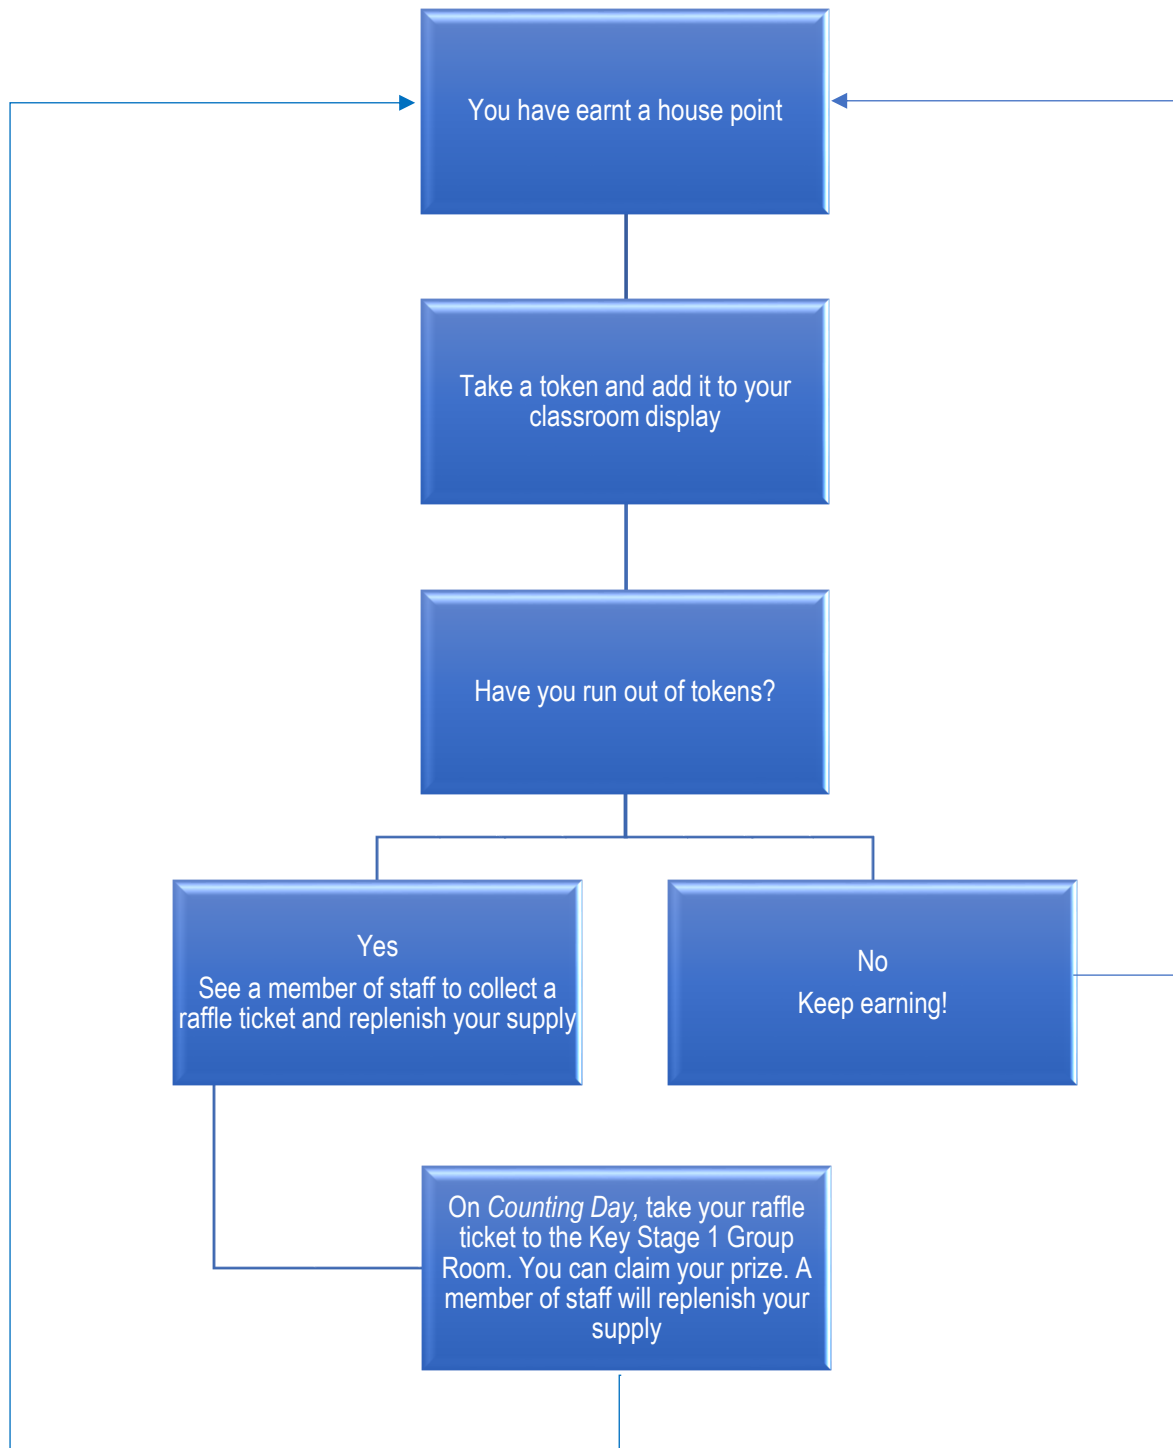 You have earnt a house point
Take a token and add it to your
classroom display
Have you run out of tokens?
Yes
See a member of staff to collect a
raffle ticket and replenish your supply
No
Keep earning!
On Counting Day, take your raffle
ticket to the Key Stage 1 Group
Room. You can claim your prize. A
member of staff will replenish your
supply